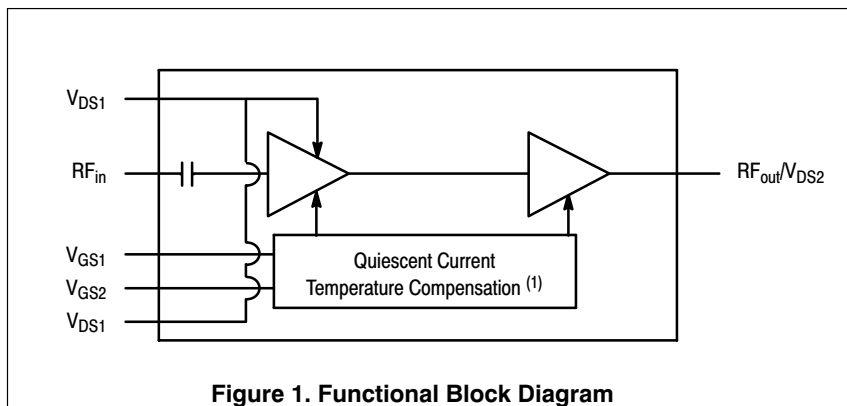 V_DS1
RF_in
RF_out/V_DS2
V_GS1
V_GS2
V_DS1
Quiescent Current
Temperature Compensation (1)
Figure 1. Functional Block Diagram